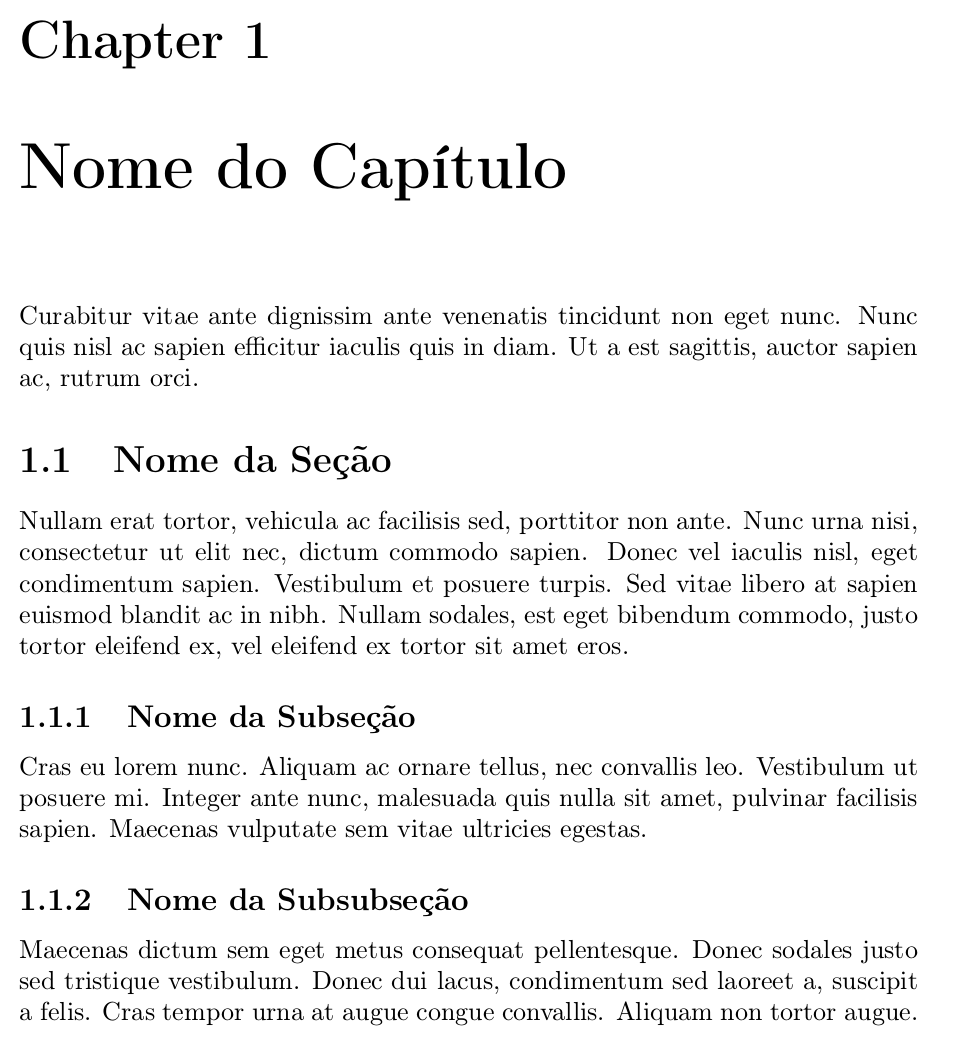 Chapter 1
Nome do Capítulo
Curabitur vitae ante dignissim ante venenatis tincidunt non eget nunc. Nunc
quis nisl ac sapien efficitur iaculis quis in diam. Ut a est sagittis, auctor sapien
ac, rutrum orci.
1.1 Nome da Seção
Nullam erat tortor, vehicula ac facilisis sed, porttitor non ante. Nunc urna nisi,
consectetur ut elit nec, dictum commodo sapien. Donec vel iaculis nisl, eget
condimentum sapien. Vestibulum et posuere turpis. Sed vitae libero at sapien
euismod blandit ac in nibh. Nullam sodales, est eget bibendum commodo, justo
tortor eleifend ex, vel eleifend ex tortor sit amet eros.
1.1.1 Nome da Subseção
Cras eu lorem nunc. Aliquam ac ornare tellus, nec convallis leo. Vestibulum ut
posuere mi. Integer ante nunc, malesuada quis nulla sit amet, pulvinar facilisis
sapien. Maecenas vulputate sem vitae ultricies egestas.
1.1.2 Nome da Subsubseção
Maecenas dictum sem eget metus consequat pellentesque. Donec sodales justo
sed tristique vestibulum. Donec dui lacus, condimentum sed laoreet a, suscipit
a felis. Cras tempor urna at augue congue convallis. Aliquam non tortor augue.